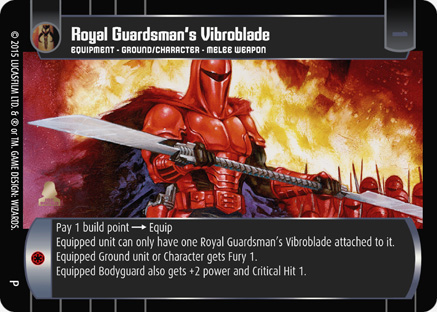 Royal Guardsman's Vibroblade
EQUIPMENT - GROUND/CHARACTER - MELEE WEAPON
© 2015 LUCASFILM LTD. & ® or TM. GAME DESIGN: WIZARDS.
Pay 1 build point → Equip
Equipped unit can only have one Royal Guardsman's Vibroblade attached to it.
Equipped Ground unit or Character gets Fury 1.
Equipped Bodyguard also gets +2 power and Critical Hit 1.
P